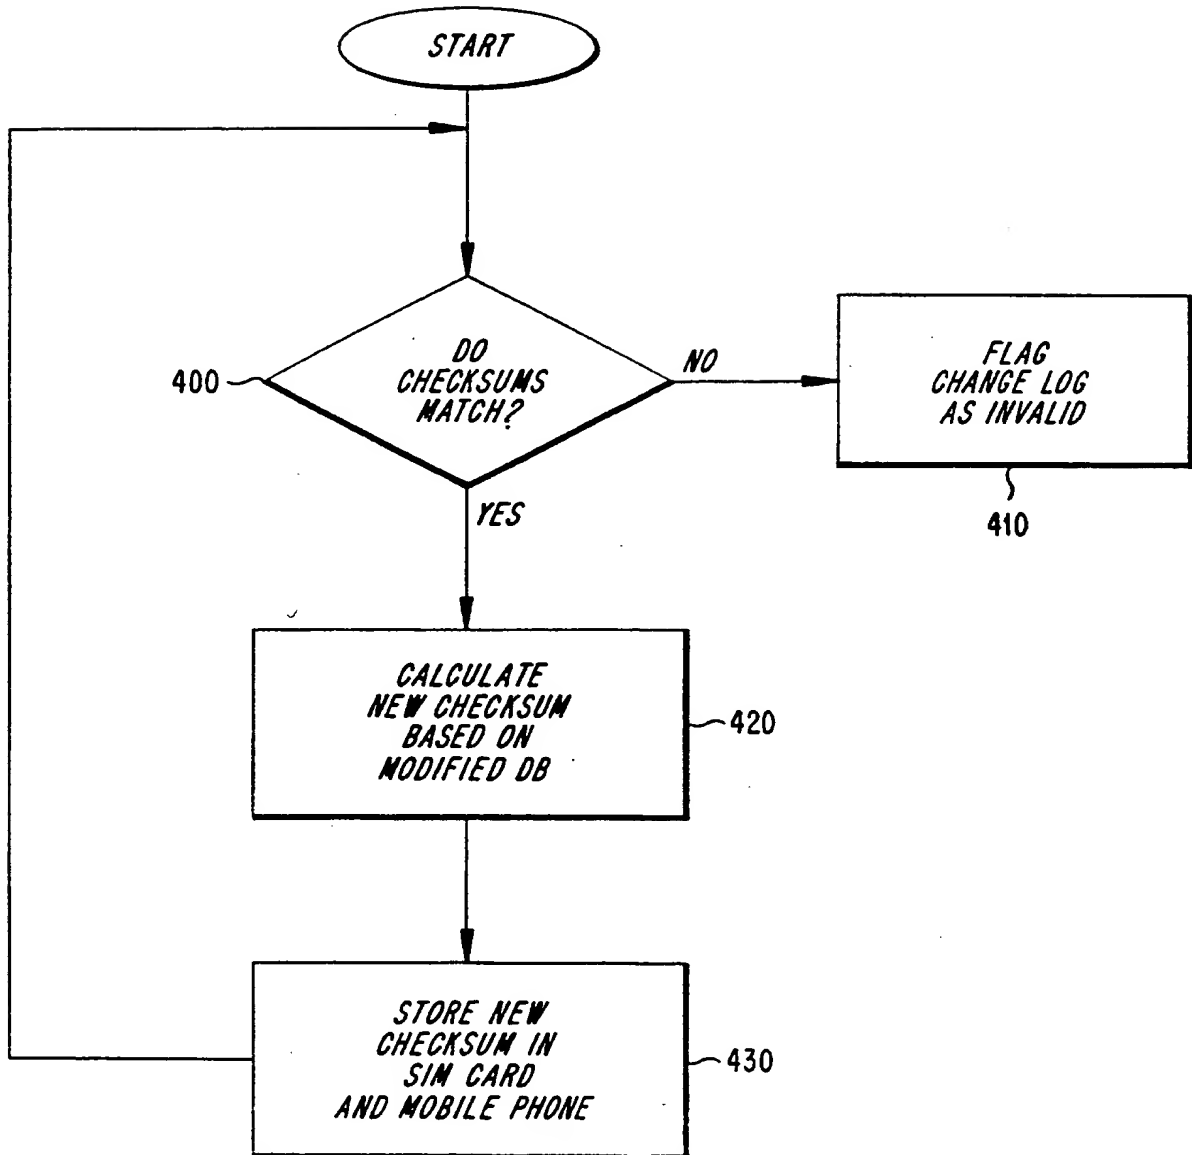 START
DO
CHECKSUMS
MATCH?
400
NO
FLAG
CHANGE LOG
AS INVALID
410
YES
CALCULATE
NEW CHECKSUM
BASED ON
MODIFIED DB
420
STORE NEW
CHECKSUM IN
SIM CARD
AND MOBILE PHONE
430